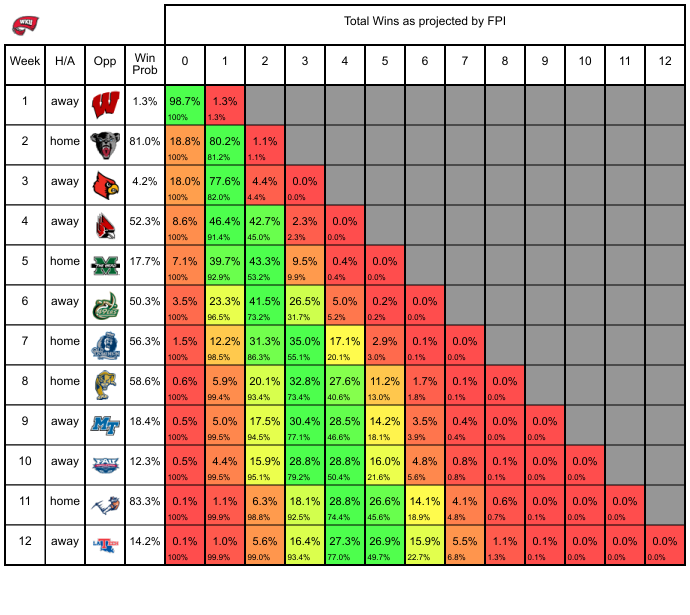 WKU
Total Wins as projected by FPI
Week H/A Opp Win Prob 0 1 2 3 4 5 6 7 8 9 10 11 12
1 away 1.3% 98.7% 1.3%
100% 1.3%
2 home 81.0% 18.8% 80.2% 1.1%
100% 81.2% 1.1%
3 away 4.2% 18.0% 77.6% 4.4% 0.0%
100% 82.0% 4.4% 0.0%
4 away 52.3% 8.6% 46.4% 42.7% 2.3% 0.0%
100% 91.4% 45.0% 2.3% 0.0%
5 home 17.7% 7.1% 39.7% 43.3% 9.5% 0.4% 0.0%
100% 92.9% 53.2% 9.9% 0.4% 0.0%
6 away 50.3% 3.5% 23.3% 41.5% 26.5% 5.0% 0.2% 0.0%
100% 96.5% 73.2% 31.7% 5.2% 0.2% 0.0%
7 home 56.3% 1.5% 12.2% 31.3% 35.0% 17.1% 2.9% 0.1% 0.0%
100% 98.5% 86.3% 55.1% 20.1% 3.0% 0.1% 0.0%
8 home 58.6% 0.6% 5.9% 20.1% 32.8% 27.6% 11.2% 1.7% 0.1% 0.0%
100% 99.4% 93.4% 73.4% 40.6% 13.0% 1.8% 0.1% 0.0%
9 away MT 18.4% 0.5% 5.0% 17.5% 30.4% 28.5% 14.2% 3.5% 0.4% 0.0% 0.0%
100% 99.5% 94.5% 77.1% 46.6% 18.1% 3.9% 0.4% 0.0% 0.0%
10 away FAU 12.3% 0.5% 4.4% 15.9% 28.8% 28.8% 16.0% 4.8% 0.8% 0.0% 0.0% 0.0%
100% 99.5% 95.1% 79.2% 50.4% 21.6% 5.6% 0.8% 0.1% 0.0% 0.0%
11 home 83.3% 0.1% 1.1% 6.3% 18.1% 28.8% 26.6% 14.1% 4.1% 0.6% 0.0% 0.0% 0.0%
100% 99.9% 98.8% 92.5% 74.4% 45.6% 18.9% 4.8% 0.7% 0.1% 0.0% 0.0%
12 away 14.2% 0.1% 1.0% 5.6% 16.4% 27.3% 26.9% 15.9% 5.5% 1.1% 0.1% 0.0% 0.0% 0.0%
100% 99.9% 99.0% 93.4% 77.0% 49.7% 22.7% 6.8% 1.3% 0.1% 0.0% 0.0% 0.0%